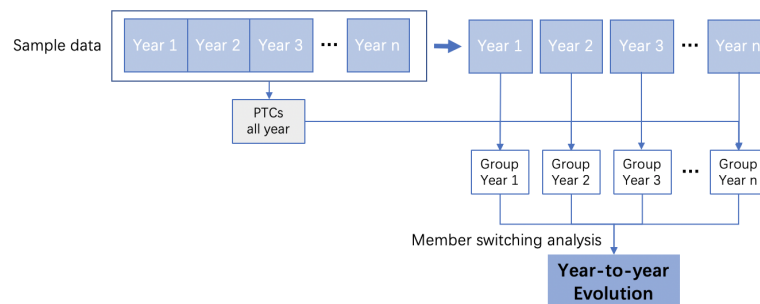 Sample data
Year 1
Year 2
Year 3
...
Year n
Year 1
Year 2
Year 3
...
Year n
PTCs
all year
Group
Year 1
Group
Year 2
Group
Year 3
...
Group
Year n
Member switching analysis
Year-to-year
Evolution